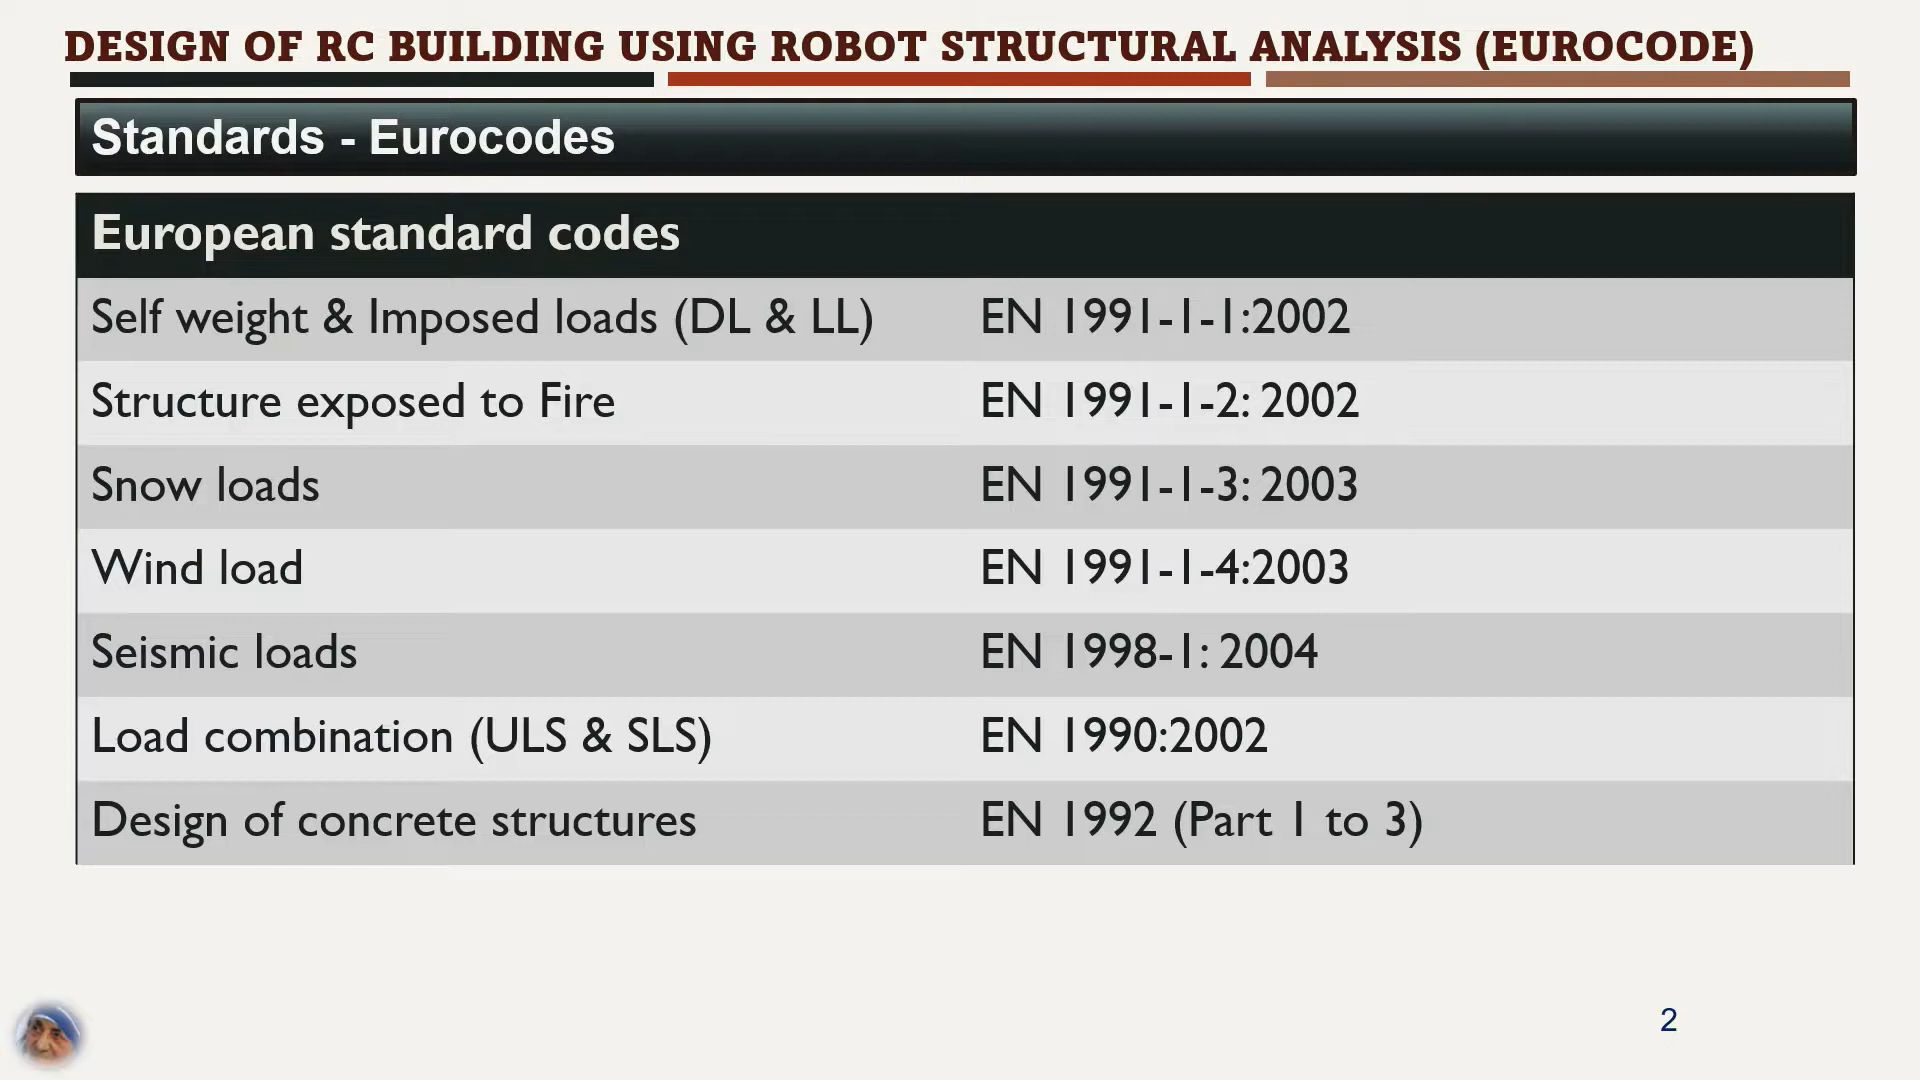 DESIGN OF RC BUILDING USING ROBOT STRUCTURAL ANALYSIS (EUROCODE)
Standards - Eurocodes
European standard codes
Self weight & Imposed loads (DL & LL) EN 1991-1-1:2002
Structure exposed to Fire EN 1991-1-2: 2002
Snow loads EN 1991-1-3: 2003
Wind load EN 1991-1-4:2003
Seismic loads EN 1998-1: 2004
Load combination (ULS & SLS) EN 1990:2002
Design of concrete structures EN 1992 (Part 1 to 3)
2